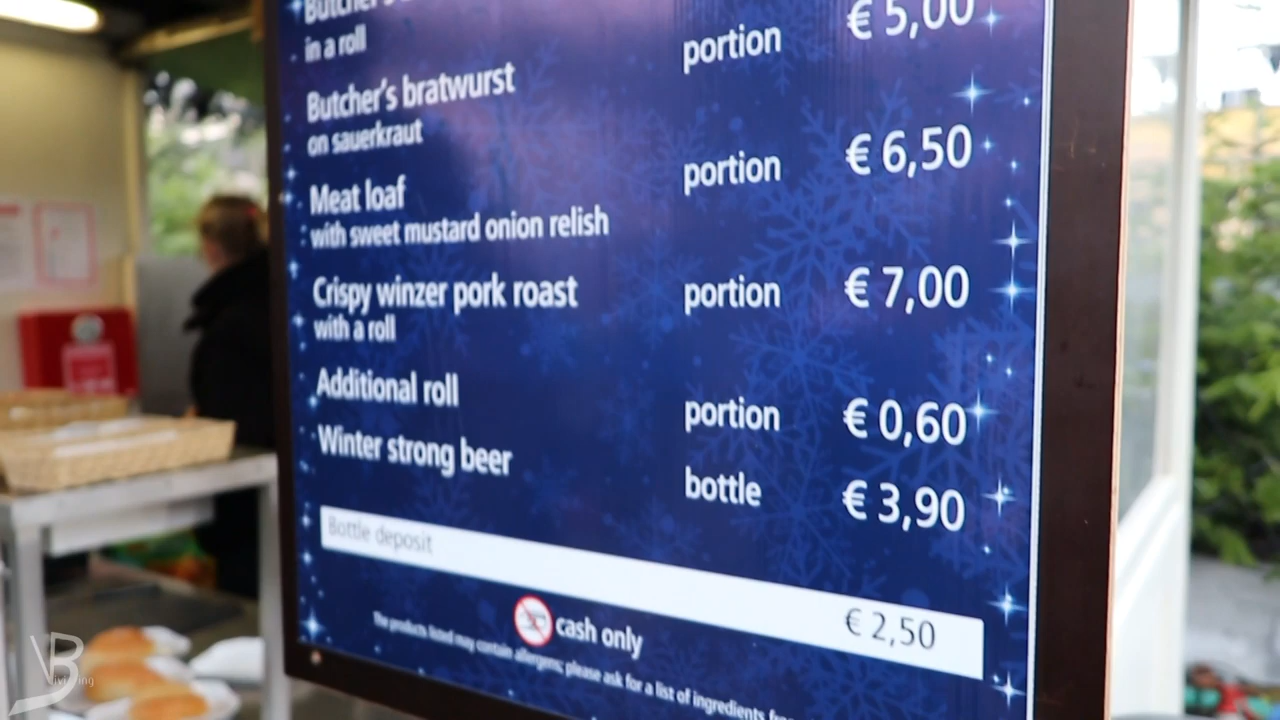 Butcher's
in a roll
portion € 5,00
Butcher's bratwurst
on sauerkraut
portion € 6,50
Meat loaf
with sweet mustard onion relish
Crispy winzer pork roast portion € 7,00
with a roll
Additional roll
portion € 0,60
Winter strong beer
bottle € 3,90
Bottle deposit
€ 2,50
cash only
The products listed may contain allergens; please ask for a list of ingredients
VB